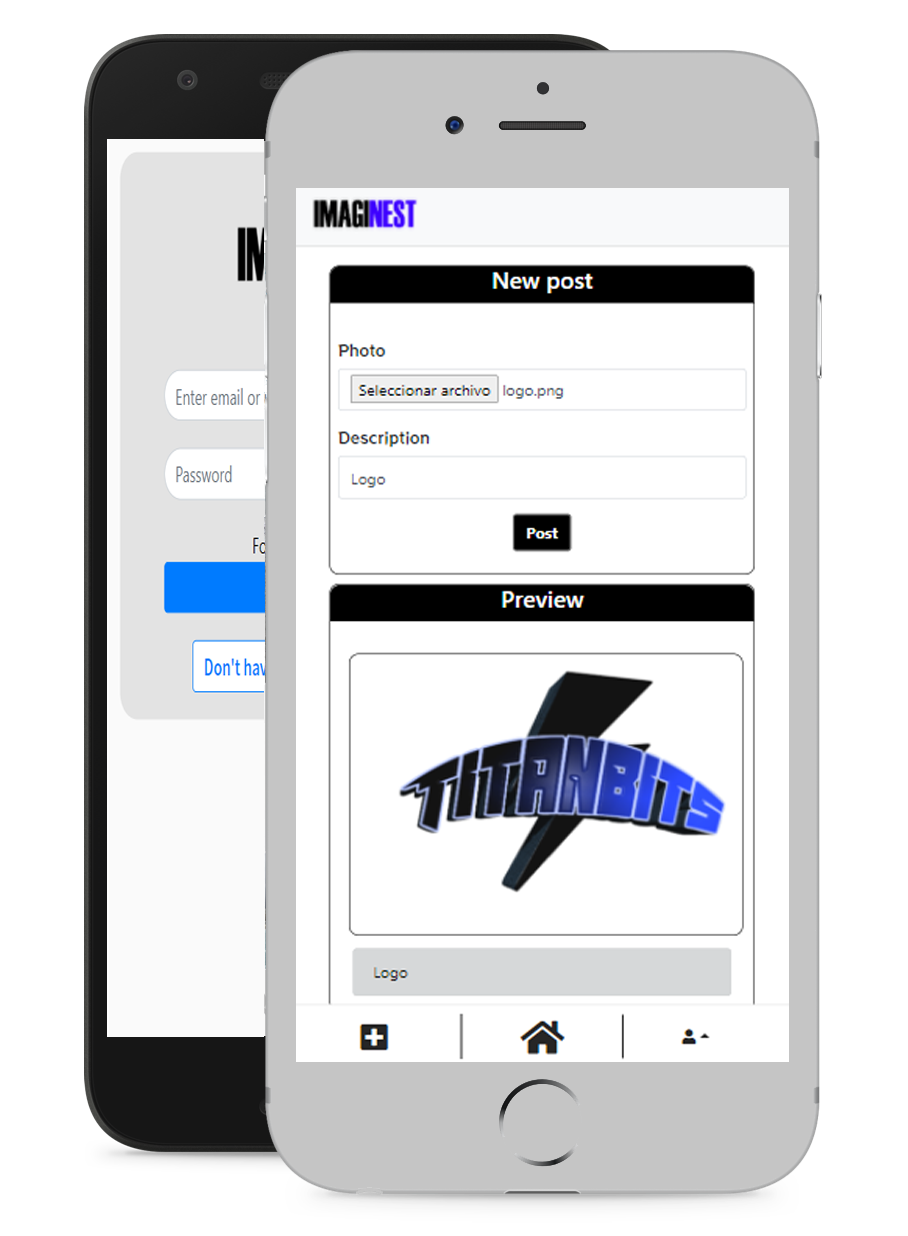 IM
Enter email or
Password
Fo
Don't hav
IMAGINEST
New post
Photo
Seleccionar archivo logo.png
Description
Logo
Post
Preview
TITANBITS
Logo